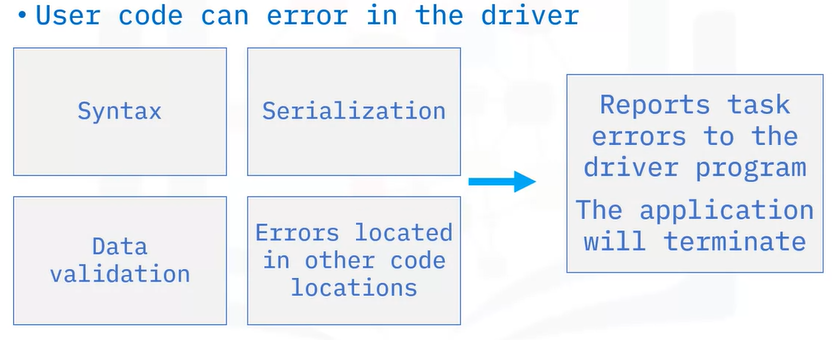 • User code can error in the driver
Syntax
Serialization
Data
validation
Errors located
in other code
locations
Reports task
errors to the
driver program
The application
will terminate